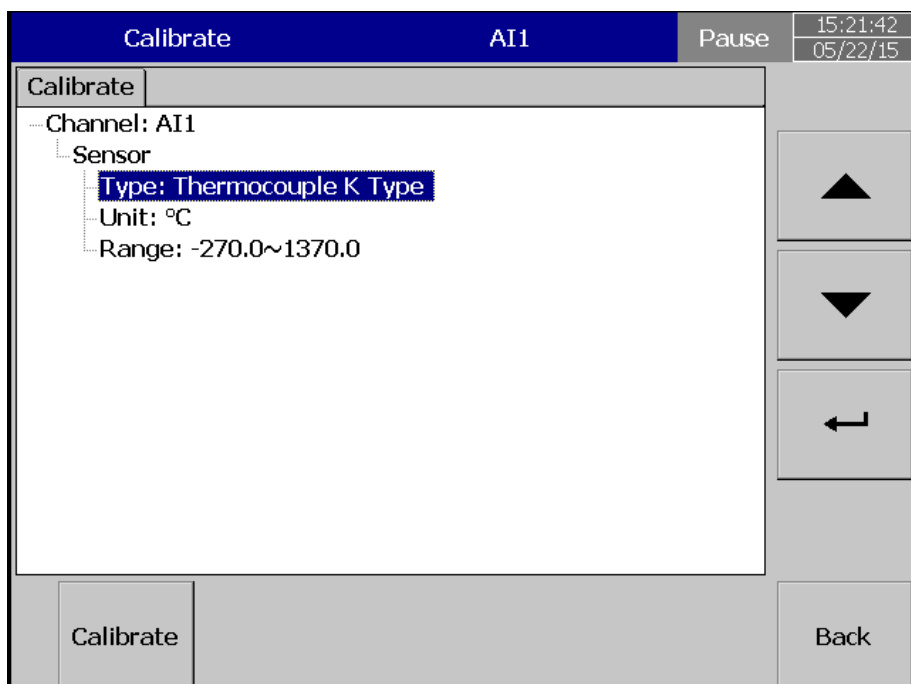 Calibrate AI1 Pause 15:21:42
05/22/15
Calibrate
Channel: AI1
Sensor
Type: Thermocouple K Type
Unit: ºC
Range: -270.0~1370.0
Calibrate Back